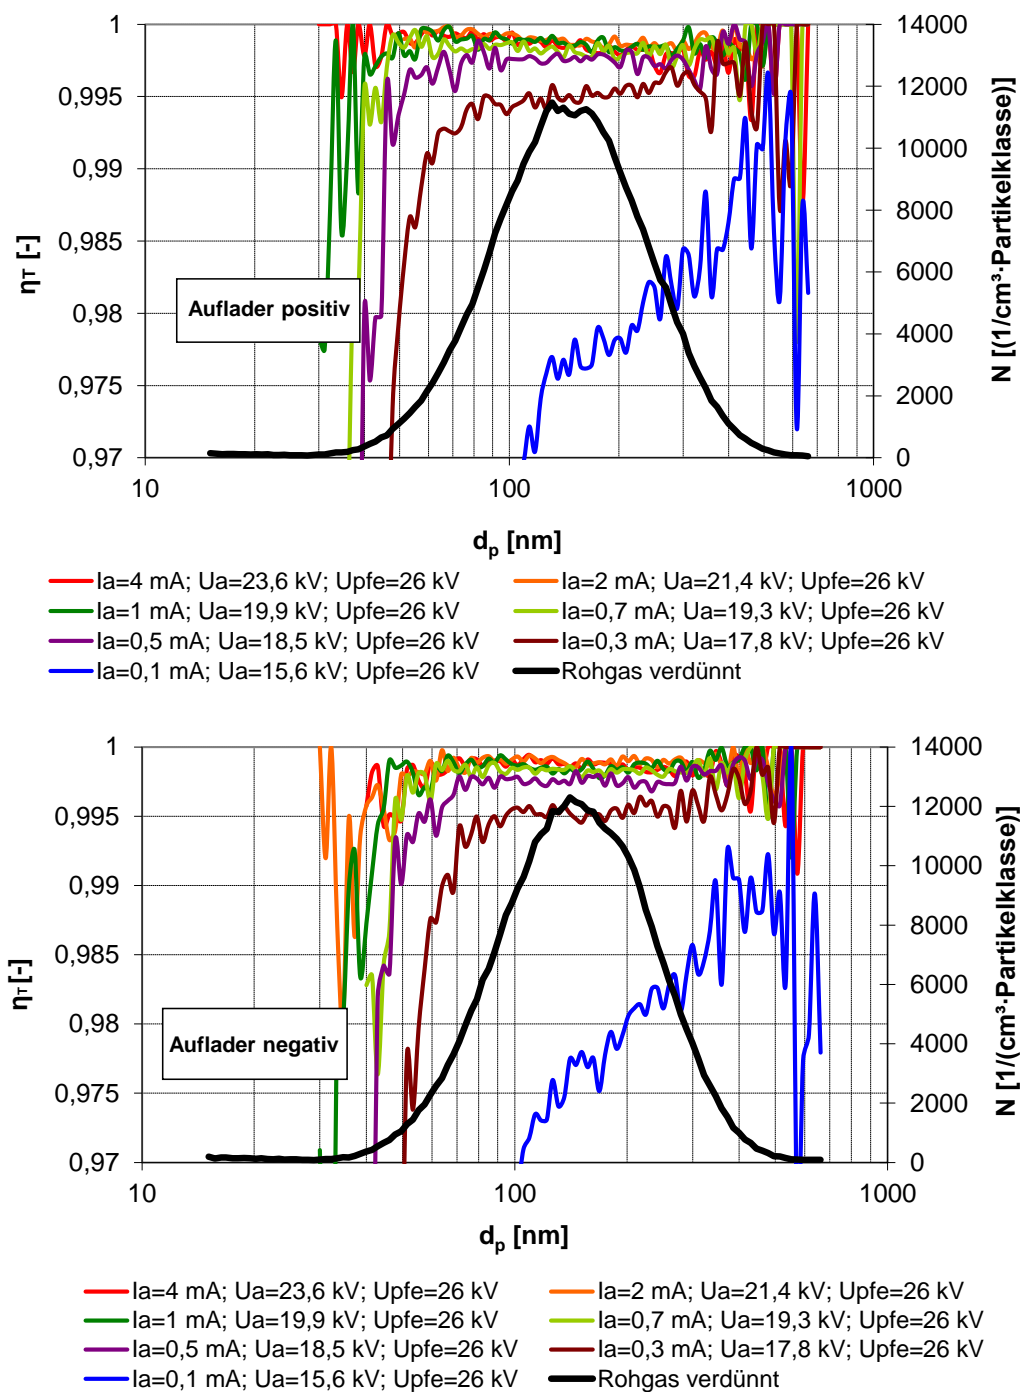 1
0,995
0,99
0,985
0,98
0,975
0,97
ηT [-]
Auflader positiv
14000
12000
10000
8000
6000
4000
2000
0
N [(1/cm³·Partikelklasse)]
10 100 1000
dp [nm]
Ia=4 mA; Ua=23,6 kV; Upfe=26 kV Ia=2 mA; Ua=21,4 kV; Upfe=26 kV
Ia=1 mA; Ua=19,9 kV; Upfe=26 kV Ia=0,7 mA; Ua=19,3 kV; Upfe=26 kV
Ia=0,5 mA; Ua=18,5 kV; Upfe=26 kV Ia=0,3 mA; Ua=17,8 kV; Upfe=26 kV
Ia=0,1 mA; Ua=15,6 kV; Upfe=26 kV Rohgas verdünnt
1
0,995
0,99
0,985
0,98
0,975
0,97
ηT [-]
Auflader negativ
14000
12000
10000
8000
6000
4000
2000
0
N [1/(cm³·Partikelklasse)]
10 100 1000
dp [nm]
Ia=4 mA; Ua=23,6 kV; Upfe=26 kV Ia=2 mA; Ua=21,4 kV; Upfe=26 kV
Ia=1 mA; Ua=19,9 kV; Upfe=26 kV Ia=0,7 mA; Ua=19,3 kV; Upfe=26 kV
Ia=0,5 mA; Ua=18,5 kV; Upfe=26 kV Ia=0,3 mA; Ua=17,8 kV; Upfe=26 kV
Ia=0,1 mA; Ua=15,6 kV; Upfe=26 kV Rohgas verdünnt